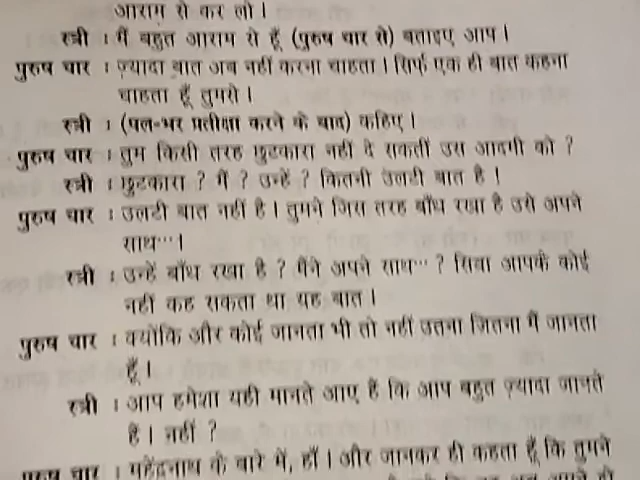 आराम से कर लो ।
स्त्री : मैं बहुत आराम से हूँ (पुरुष चार से) बताइए आप ।
पुरुष चार : ज़्यादा बात अब नहीं करना चाहता । सिर्फ़ एक ही बात कहना
चाहता हूँ तुमसे ।
स्त्री : (पल-भर प्रतीक्षा करने के बाद) कहिए ।
पुरुष चार : तुम किसी तरह छुटकारा नहीं दे सकतीं उस आदमी को ?
स्त्री : छुटकारा ? मैं ? उन्हें ? कितनी उलटी बात है ।
पुरुष चार : उलटी बात नहीं है । तुमने जिस तरह बाँध रखा है उसे अपने
साथ... ।
स्त्री : उन्हें बाँध रखा है ? मैंने अपने साथ... ? सिवा आपके कोई
नहीं कह सकता था यह बात ।
पुरुष चार : क्योंकि और कोई जानता भी तो नहीं उतना जितना मैं जानता
हूँ ।
स्त्री : आप हमेशा यही मानते आए हैं कि आप बहुत ज़्यादा जानते
हैं । नहीं ?
पुरुष चार : महेंद्रनाथ के बारे में, हाँ । और जानकर ही कहता हूँ कि तुमने